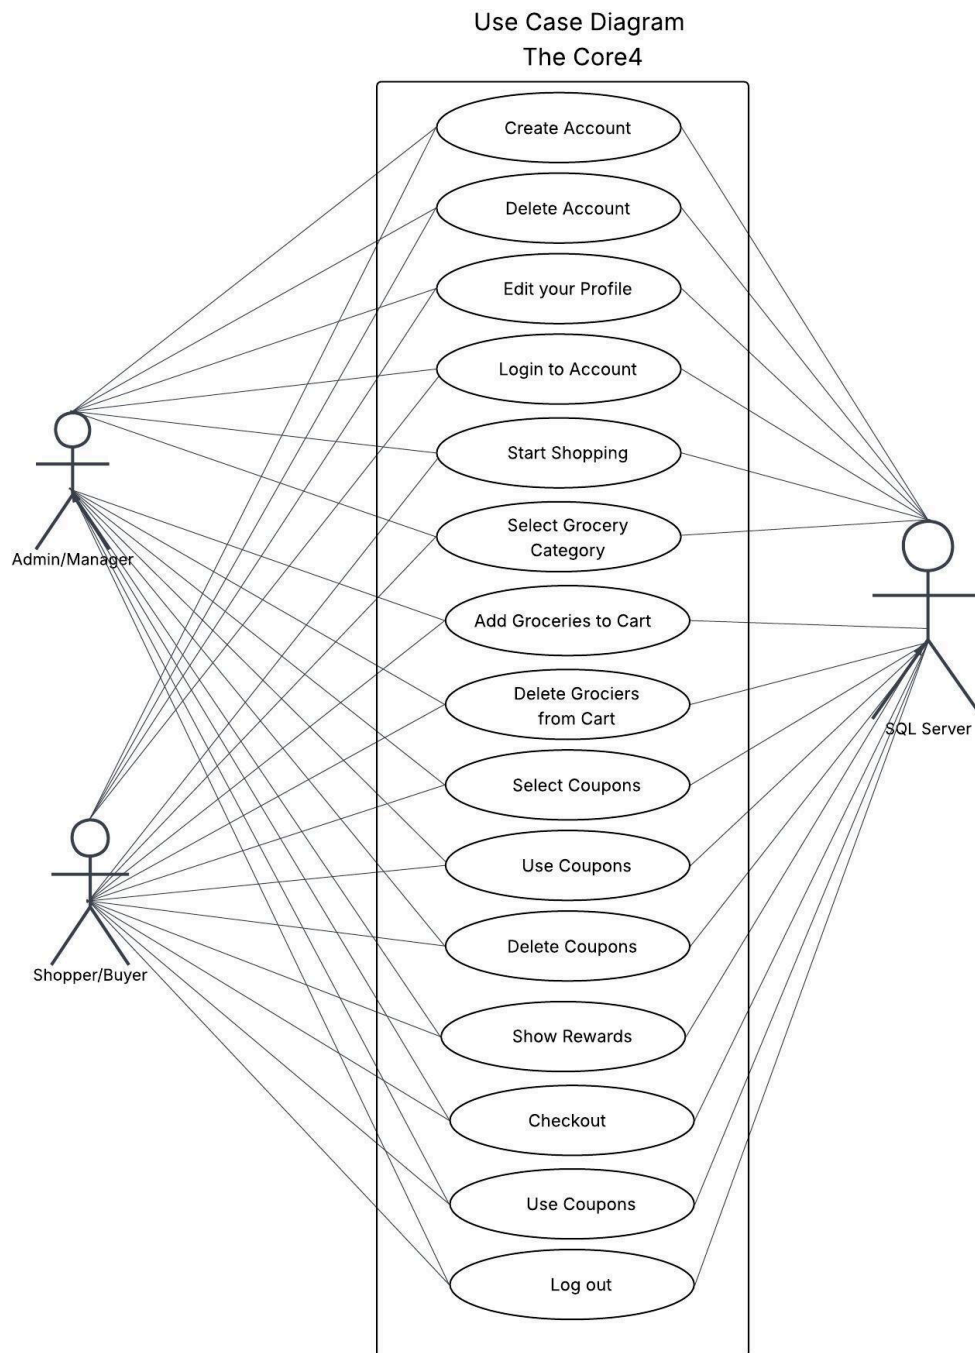 Use Case Diagram
The Core4
Create Account
Delete Account
Edit your Profile
Login to Account
Start Shopping
Select Grocery
Category
Add Groceries to Cart
Delete Grociers
from Cart
Select Coupons
Use Coupons
Delete Coupons
Show Rewards
Checkout
Use Coupons
Log out
Admin/Manager
Shopper/Buyer
SQL Server